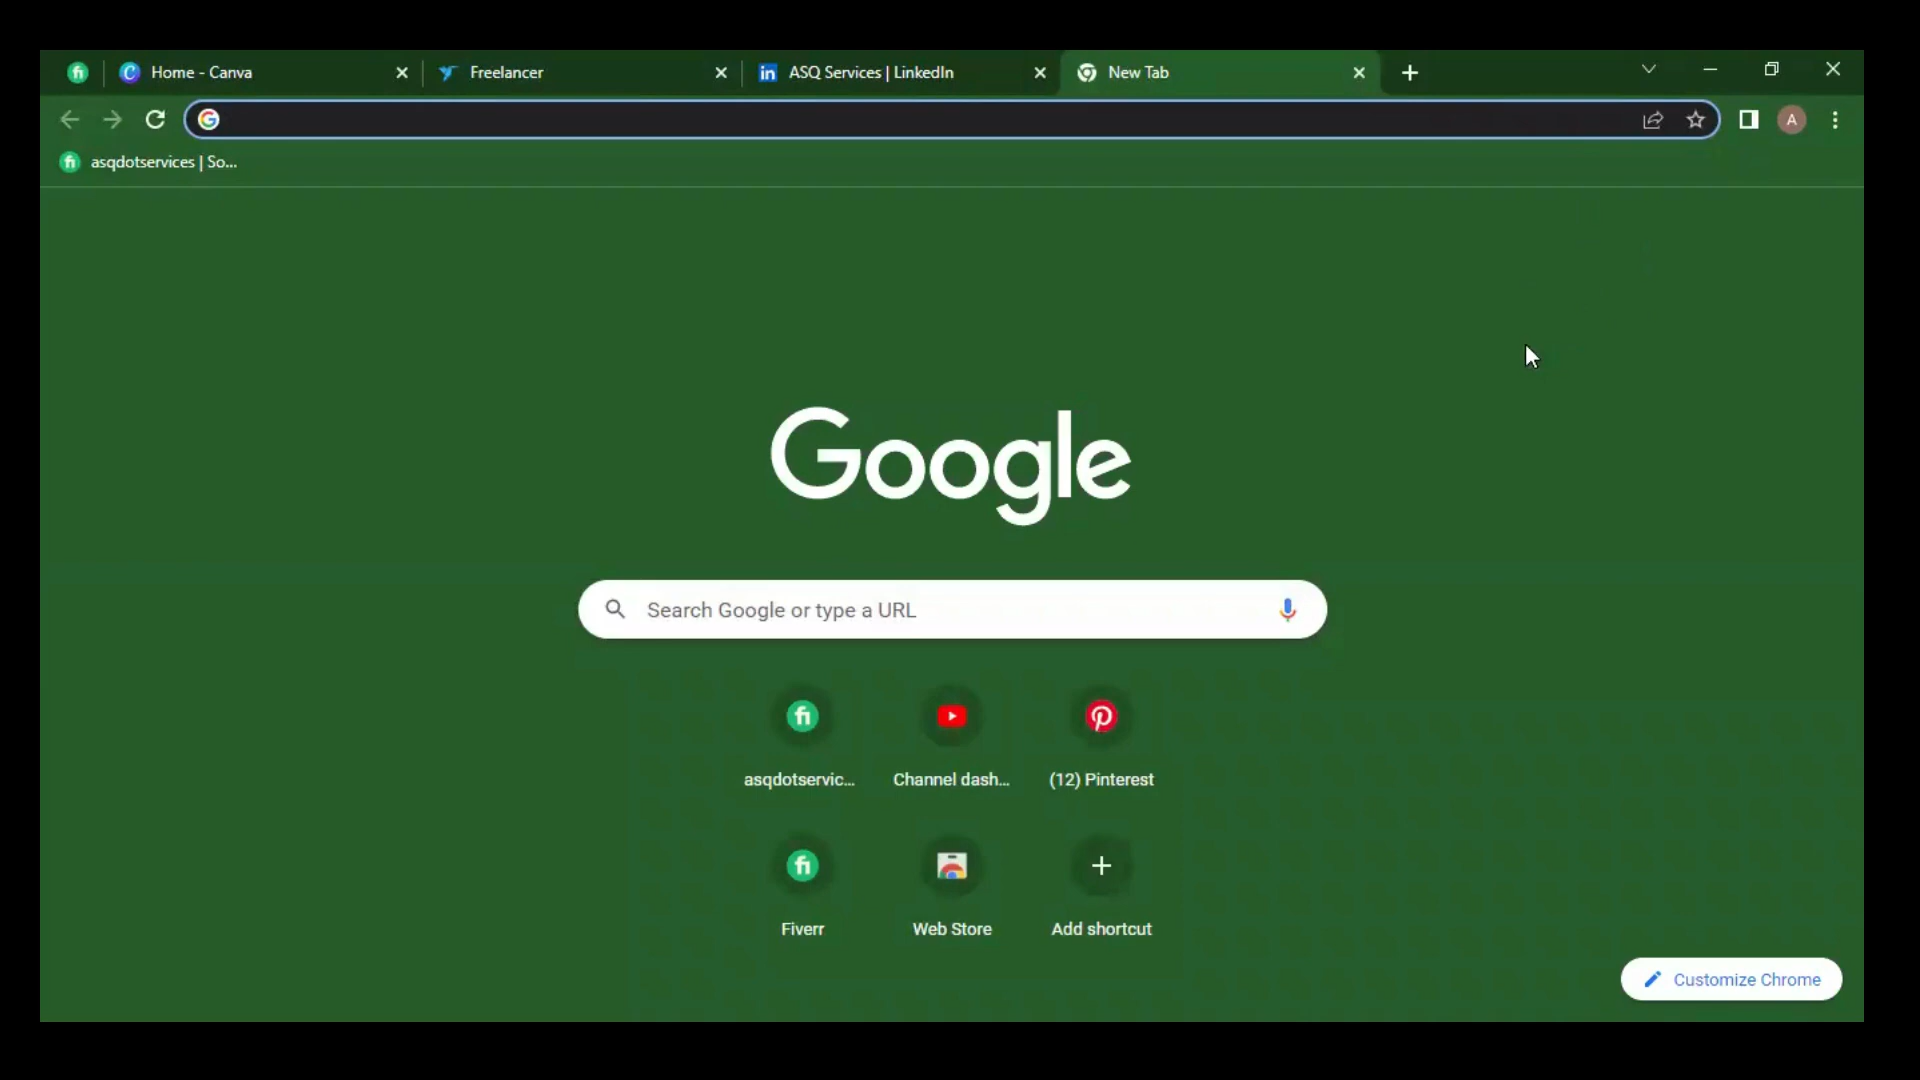 Home - Canva
Freelancer
ASQ Services | LinkedIn
New Tab
A
asqdotservices | So...
Google
Search Google or type a URL
asqdotservic...
Channel dash...
(12) Pinterest
Fiverr
Web Store
Add shortcut
Customize Chrome